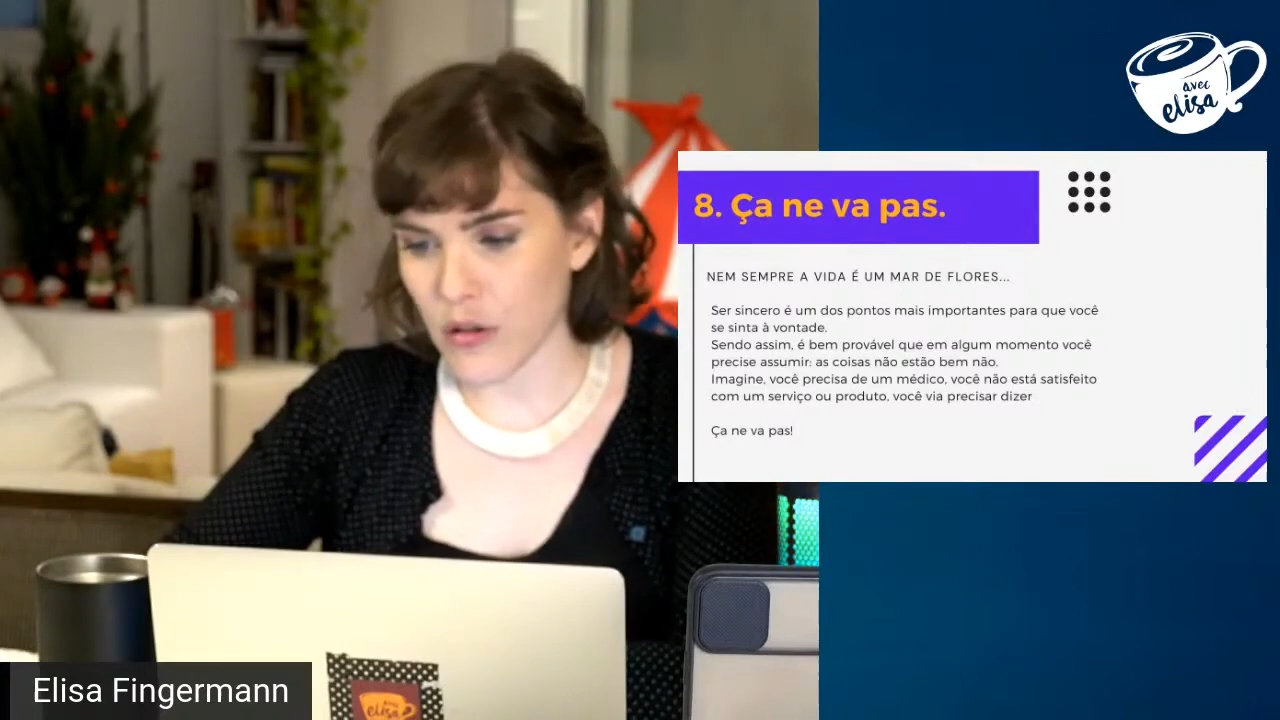 avec
elisa
8. Ça ne va pas.
NEM SEMPRE A VIDA É UM MAR DE FLORES...
Ser sincero é um dos pontos mais importantes para que você
se sinta à vontade.
Sendo assim, é bem provável que em algum momento você
precise assumir: as coisas não estão bem não.
Imagine, você precisa de um médico, você não está satisfeito
com um serviço ou produto, você via precisar dizer
Ça ne va pas!
Elisa Fingermann
avec
elisa